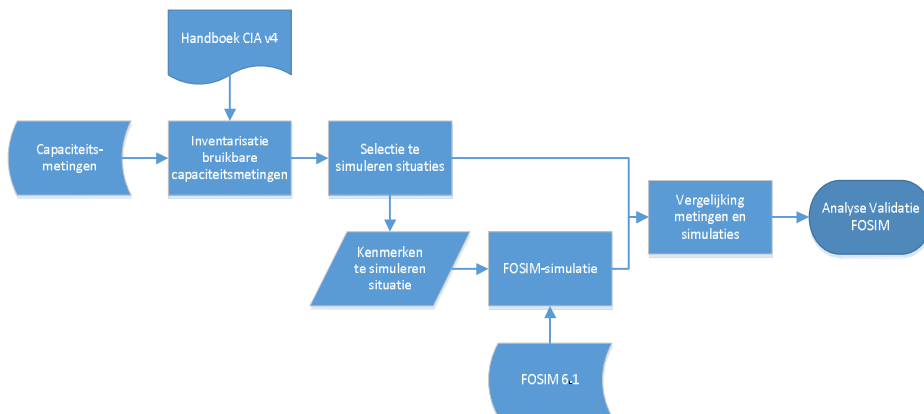 Handboek CIA v4
Capaciteits-
metingen
Inventarisatie
bruikbare
capaciteitsmetingen
Selectie te
simuleren situaties
Kenmerken
te simuleren
situatie
FOSIM-simulatie
FOSIM 6.1
Vergelijking
metingen en
simulaties
Analyse Validatie
FOSIM